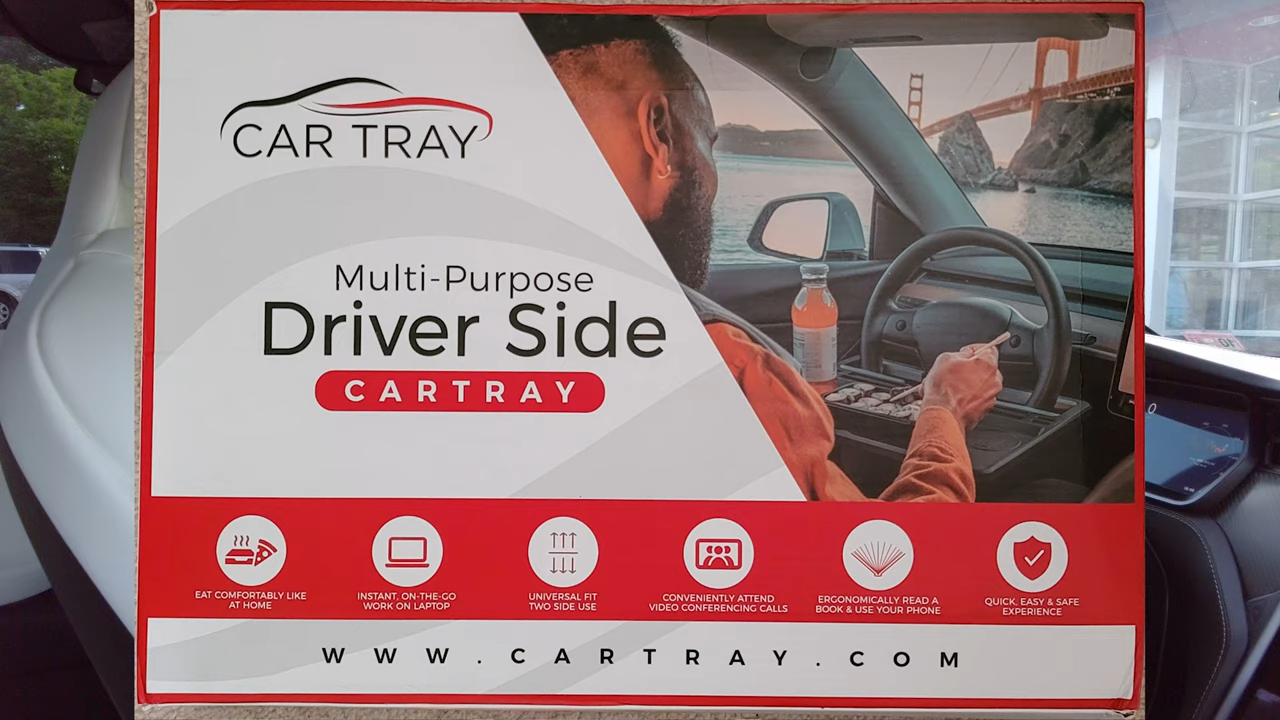 CAR TRAY
Multi-Purpose
Driver Side
CARTRAY
EAT COMFORTABLY LIKE
AT HOME
INSTANT, ON-THE-GO
WORK ON LAPTOP
UNIVERSAL FIT
TWO SIDE USE
CONVENIENTLY ATTEND
VIDEO CONFERENCING CALLS
ERGONOMICALLY READ A
BOOK & USE YOUR PHONE
QUICK, EASY & SAFE
EXPERIENCE
WWW.CARTRAY.COM